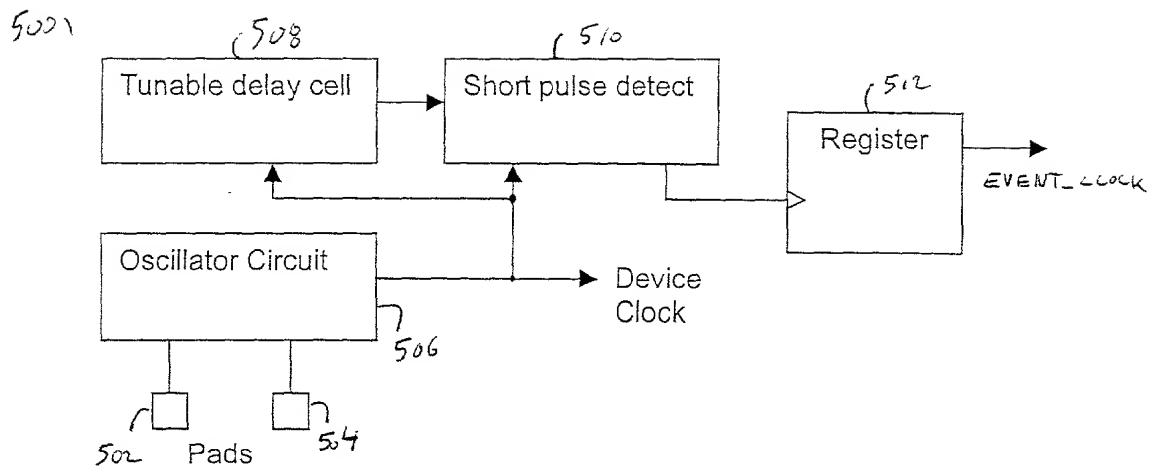 500
508
510
Tunable delay cell
Short pulse detect
512
Register
EVENT_CLOCK
Oscillator Circuit
Device
Clock
506
502
504
Pads